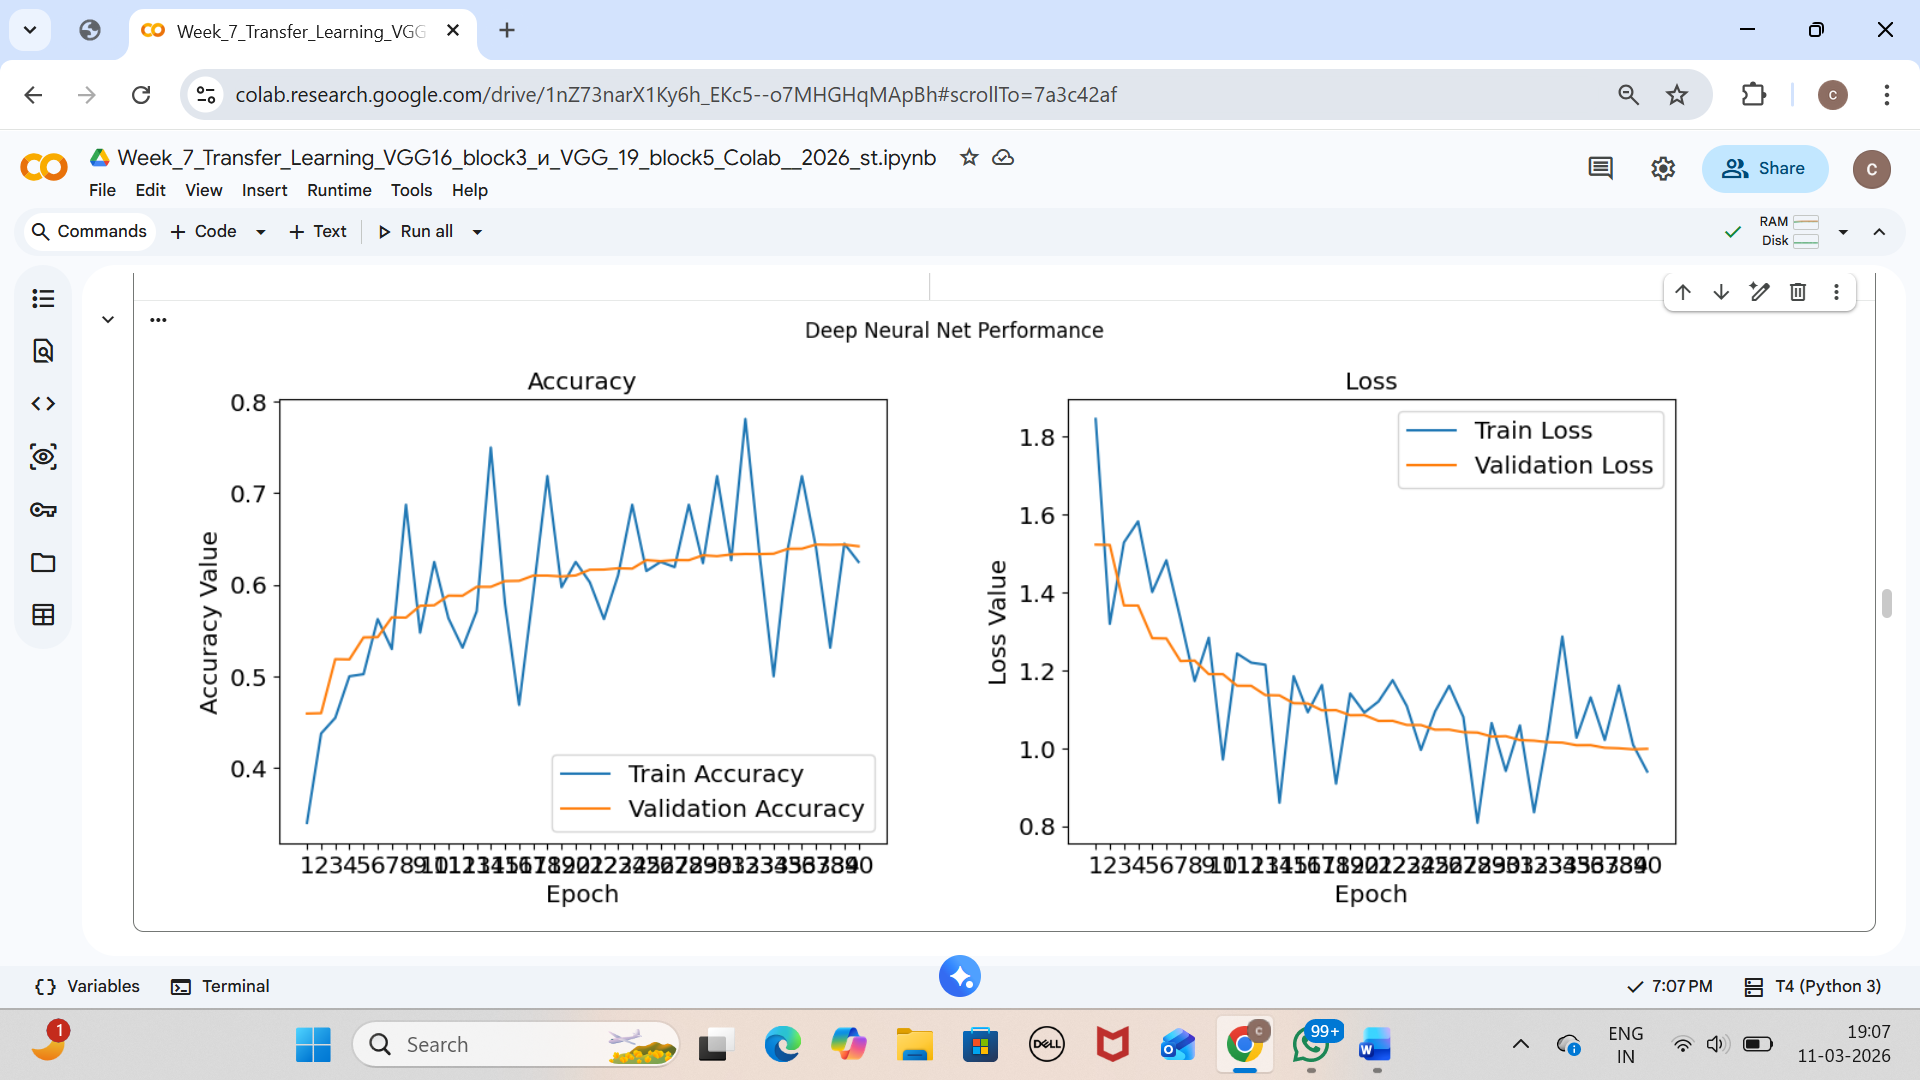 Week_7_Transfer_Learning_VGG
colab.research.google.com/drive/1nZ73narX1Ky6h_EKc5--o7MHGHqMApBh#scrollTo=7a3c42af
C
Week_7_Transfer_Learning_VGG16_block3_и_VGG_19_block5_Colab__2026_st.ipynb
File Edit View Insert Runtime Tools Help
Share
C
Commands
Code
Text
Run all
RAM
Disk
Deep Neural Net Performance
Accuracy
0.8
0.7
0.6
0.5
0.4
Accuracy Value
Train Accuracy
Validation Accuracy
Epoch
Loss
1.8
1.6
1.4
1.2
1.0
0.8
Loss Value
Train Loss
Validation Loss
Epoch
Variables
Terminal
7:07 PM
T4 (Python 3)
1
Search
DELL
C
99+
W
ENG
IN
19:07
11-03-2026